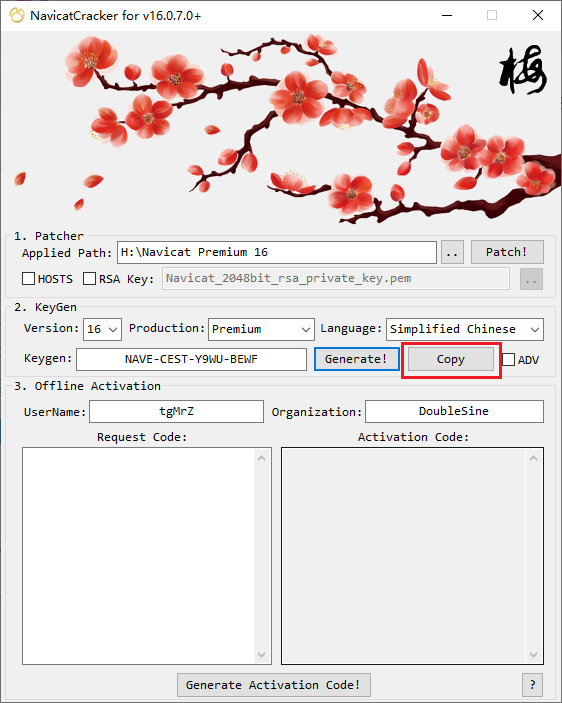 NavicatCracker for v16.0.7.0+
梅
1. Patcher
Applied Path: H:\Navicat Premium 16 .. Patch!
HOSTS RSA Key: Navicat_2048bit_rsa_private_key.pem ..
2. KeyGen
Version: 16 Production: Premium Language: Simplified Chinese
Keygen: NAVE-CEST-Y9WU-BEWF Generate! Copy ADV
3. Offline Activation
UserName: tgMrZ Organization: DoubleSine
Request Code: Activation Code:
Generate Activation Code! ?